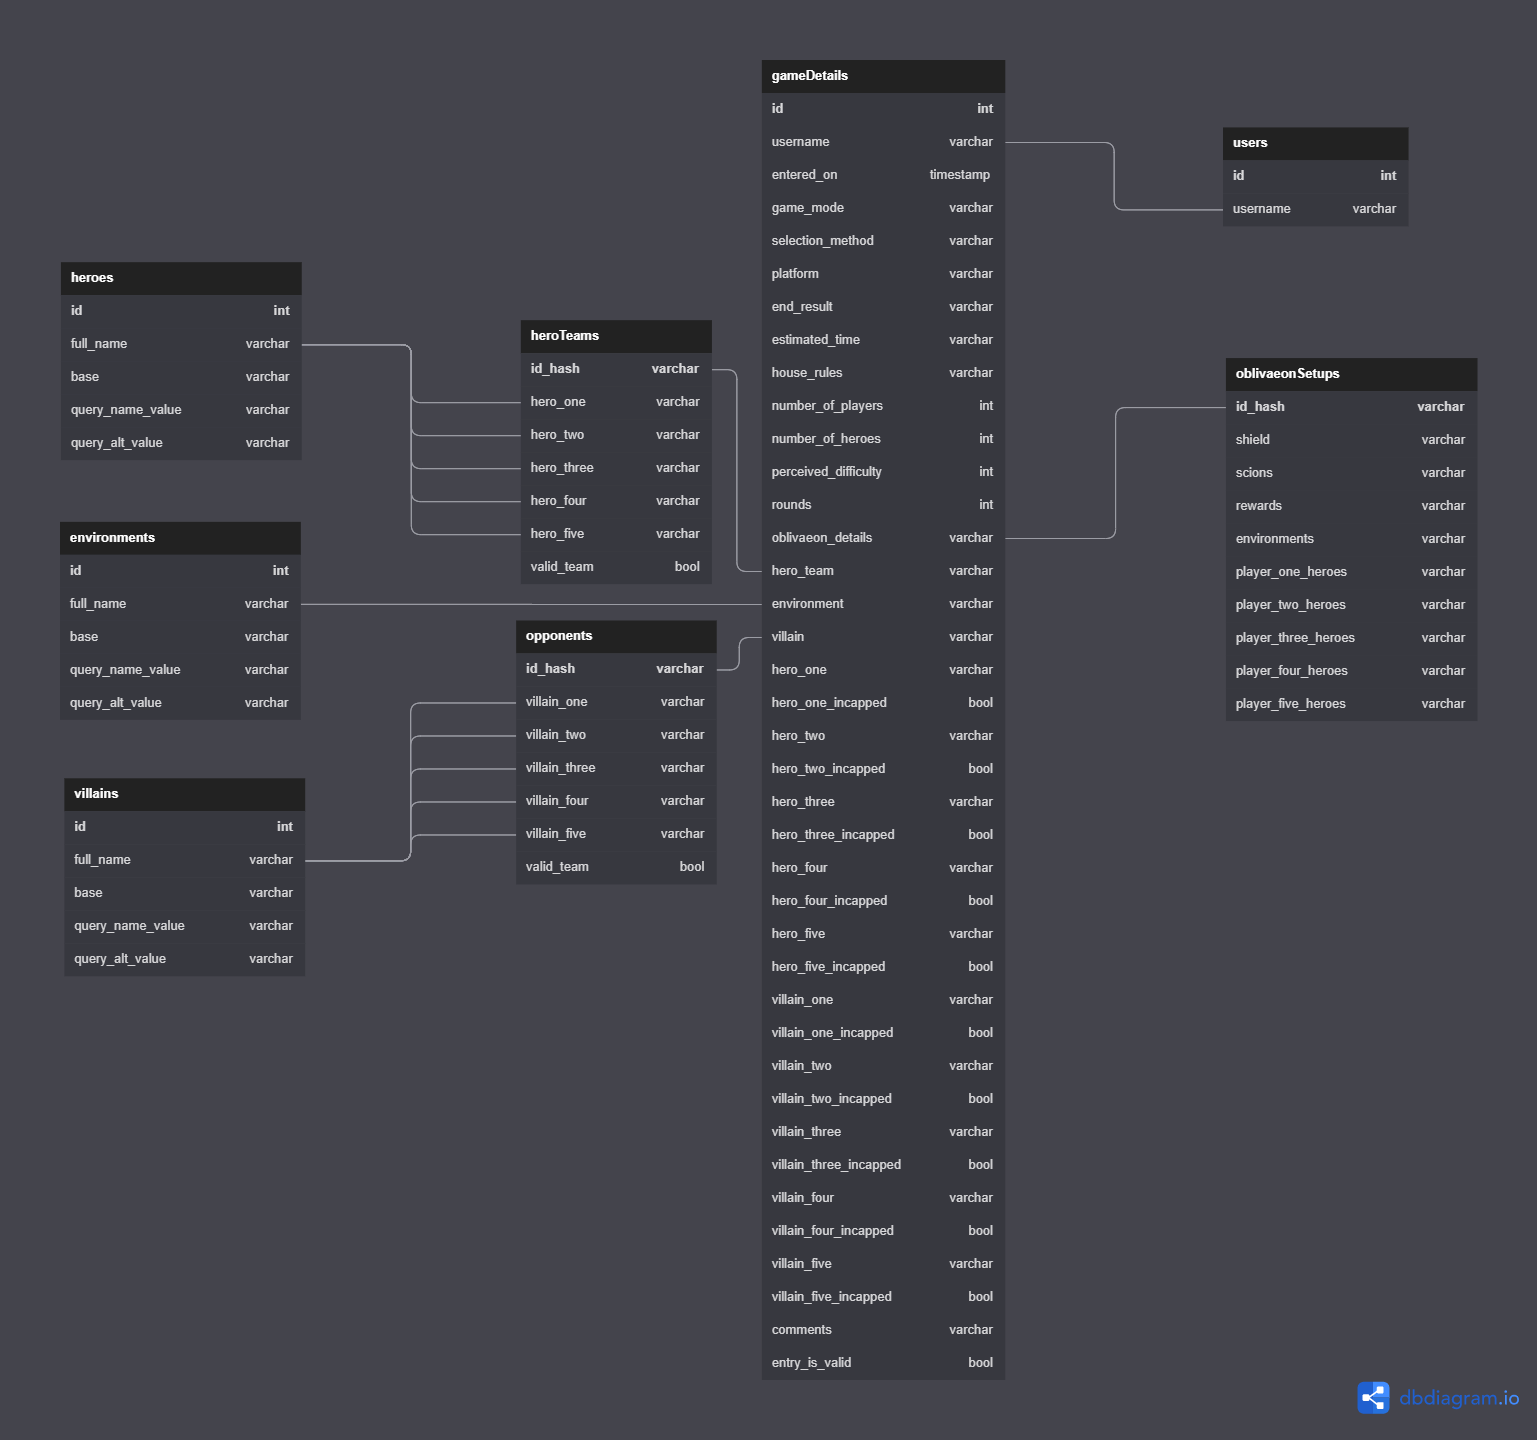 gameDetails
id int
username varchar
entered_on timestamp
game_mode varchar
selection_method varchar
platform varchar
end_result varchar
estimated_time varchar
house_rules varchar
number_of_players int
number_of_heroes int
perceived_difficulty int
rounds int
oblivaeon_details varchar
hero_team varchar
environment varchar
villain varchar
hero_one varchar
hero_one_incapped bool
hero_two varchar
hero_two_incapped bool
hero_three varchar
hero_three_incapped bool
hero_four varchar
hero_four_incapped bool
hero_five varchar
hero_five_incapped bool
villain_one varchar
villain_one_incapped bool
villain_two varchar
villain_two_incapped bool
villain_three varchar
villain_three_incapped bool
villain_four varchar
villain_four_incapped bool
villain_five varchar
villain_five_incapped bool
comments varchar
entry_is_valid bool
users
id int
username varchar
heroes
id int
full_name varchar
base varchar
query_name_value varchar
query_alt_value varchar
heroTeams
id_hash varchar
hero_one varchar
hero_two varchar
hero_three varchar
hero_four varchar
hero_five varchar
valid_team bool
oblivaeonSetups
id_hash varchar
shield varchar
scions varchar
rewards varchar
environments varchar
player_one_heroes varchar
player_two_heroes varchar
player_three_heroes varchar
player_four_heroes varchar
player_five_heroes varchar
environments
id int
full_name varchar
base varchar
query_name_value varchar
query_alt_value varchar
opponents
id_hash varchar
villain_one varchar
villain_two varchar
villain_three varchar
villain_four varchar
villain_five varchar
valid_team bool
villains
id int
full_name varchar
base varchar
query_name_value varchar
query_alt_value varchar
dbdiagram.io